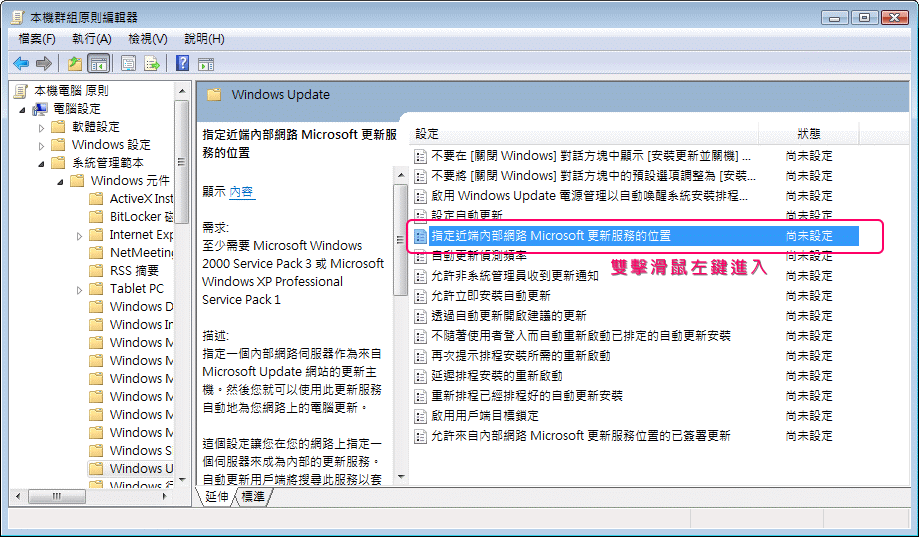 本機群組原則編輯器
檔案(F) 執行(A) 檢視(V) 說明(H)
本機電腦 原則
電腦設定
軟體設定
Windows 設定
系統管理範本
Windows 元件
ActiveX Inst
BitLocker 磁
Internet Exp
NetMeeting
RSS 摘要
Tablet PC
Windows D
Windows In
Windows M
Windows M
Windows M
Windows M
Windows M
Windows M
Windows S
Windows U
Windows 行
Windows Update
指定近端內部網路 Microsoft 更新服
務的位置
顯示 內容
需求:
至少需要 Microsoft Windows
2000 Service Pack 3 或 Microsoft
Windows XP Professional
Service Pack 1
描述:
指定一個內部網路伺服器作為來自
Microsoft Update 網站的更新主
機。然後您就可以使用此更新服務
自動地為您網路上的電腦更新。
這個設定讓您在您的網路上指定一
個伺服器來成為內部的更新服務。
自動更新用戶端將搜尋此服務以套
設定 狀態
不要在 [關閉 Windows] 對話方塊中顯示 [安裝更新並關機] ... 尚未設定
不要將 [關閉 Windows] 對話方塊中的預設選項調整為 [安裝... 尚未設定
啟用 Windows Update 電源管理以自動喚醒系統安裝排程... 尚未設定
設定自動更新 尚未設定
指定近端內部網路 Microsoft 更新服務的位置 尚未設定
自動更新偵測頻率 尚未設定
允許非系統管理員收到更新通知 尚未設定
雙擊滑鼠左鍵進入
允許立即安裝自動更新 尚未設定
透過自動更新開啟建議的更新 尚未設定
不隨著使用者登入而自動重新啟動已排定的自動更新安裝 尚未設定
再次提示排程安裝所需的重新啟動 尚未設定
延遲排程安裝的重新啟動 尚未設定
重新排程已經排程好的自動更新安裝 尚未設定
啟用用戶端目標鎖定 尚未設定
允許來自內部網路 Microsoft 更新服務位置的已簽署更新 尚未設定
延伸 標準